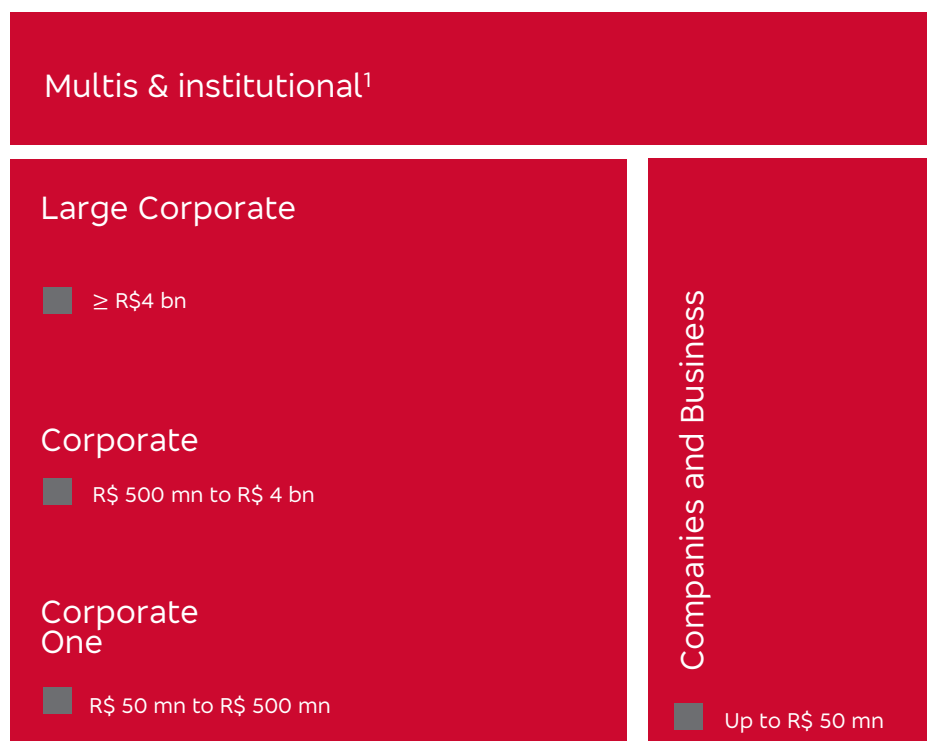 Multis & institutional¹
Large Corporate
≥ R$4 bn
Corporate
R$ 500 mn to R$ 4 bn
Corporate
One
R$ 50 mn to R$ 500 mn
Companies and Business
Up to R$ 50 mn